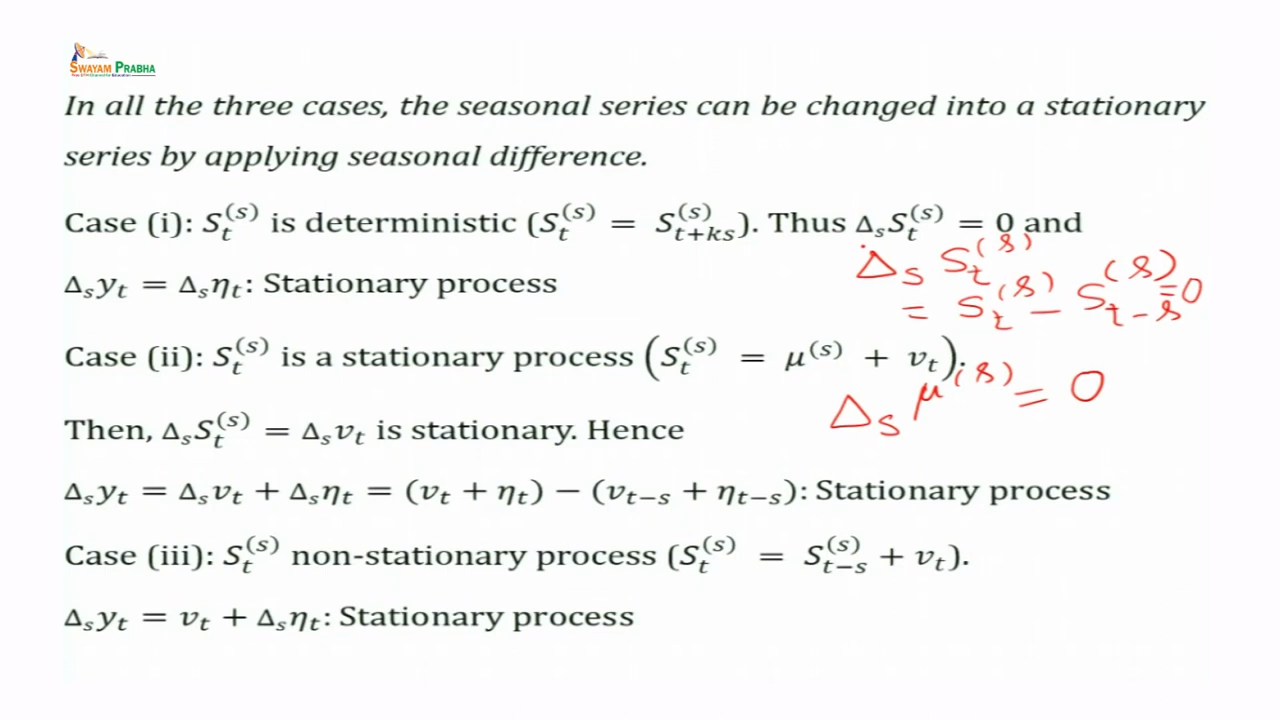 SWAYAM PRABHA
In all the three cases, the seasonal series can be changed into a stationary
series by applying seasonal difference.
Case (i): S_t^(s) is deterministic (S_t^(s) = S_{t+ks}^(s)). Thus Δ_s S_t^(s) = 0 and
Δ_s S_t^(s)
Δ_s y_t = Δ_s η_t: Stationary process
= S_t^(s) − S_{t−s}^(s) = 0
Case (ii): S_t^(s) is a stationary process (S_t^(s) = μ^(s) + v_t).
Δ_s μ^(s) = 0
Then, Δ_s S_t^(s) = Δ_s v_t is stationary. Hence
Δ_s y_t = Δ_s v_t + Δ_s η_t = (v_t + η_t) − (v_{t−s} + η_{t−s}): Stationary process
Case (iii): S_t^(s) non-stationary process (S_t^(s) = S_{t−s}^(s) + v_t).
Δ_s y_t = v_t + Δ_s η_t: Stationary process